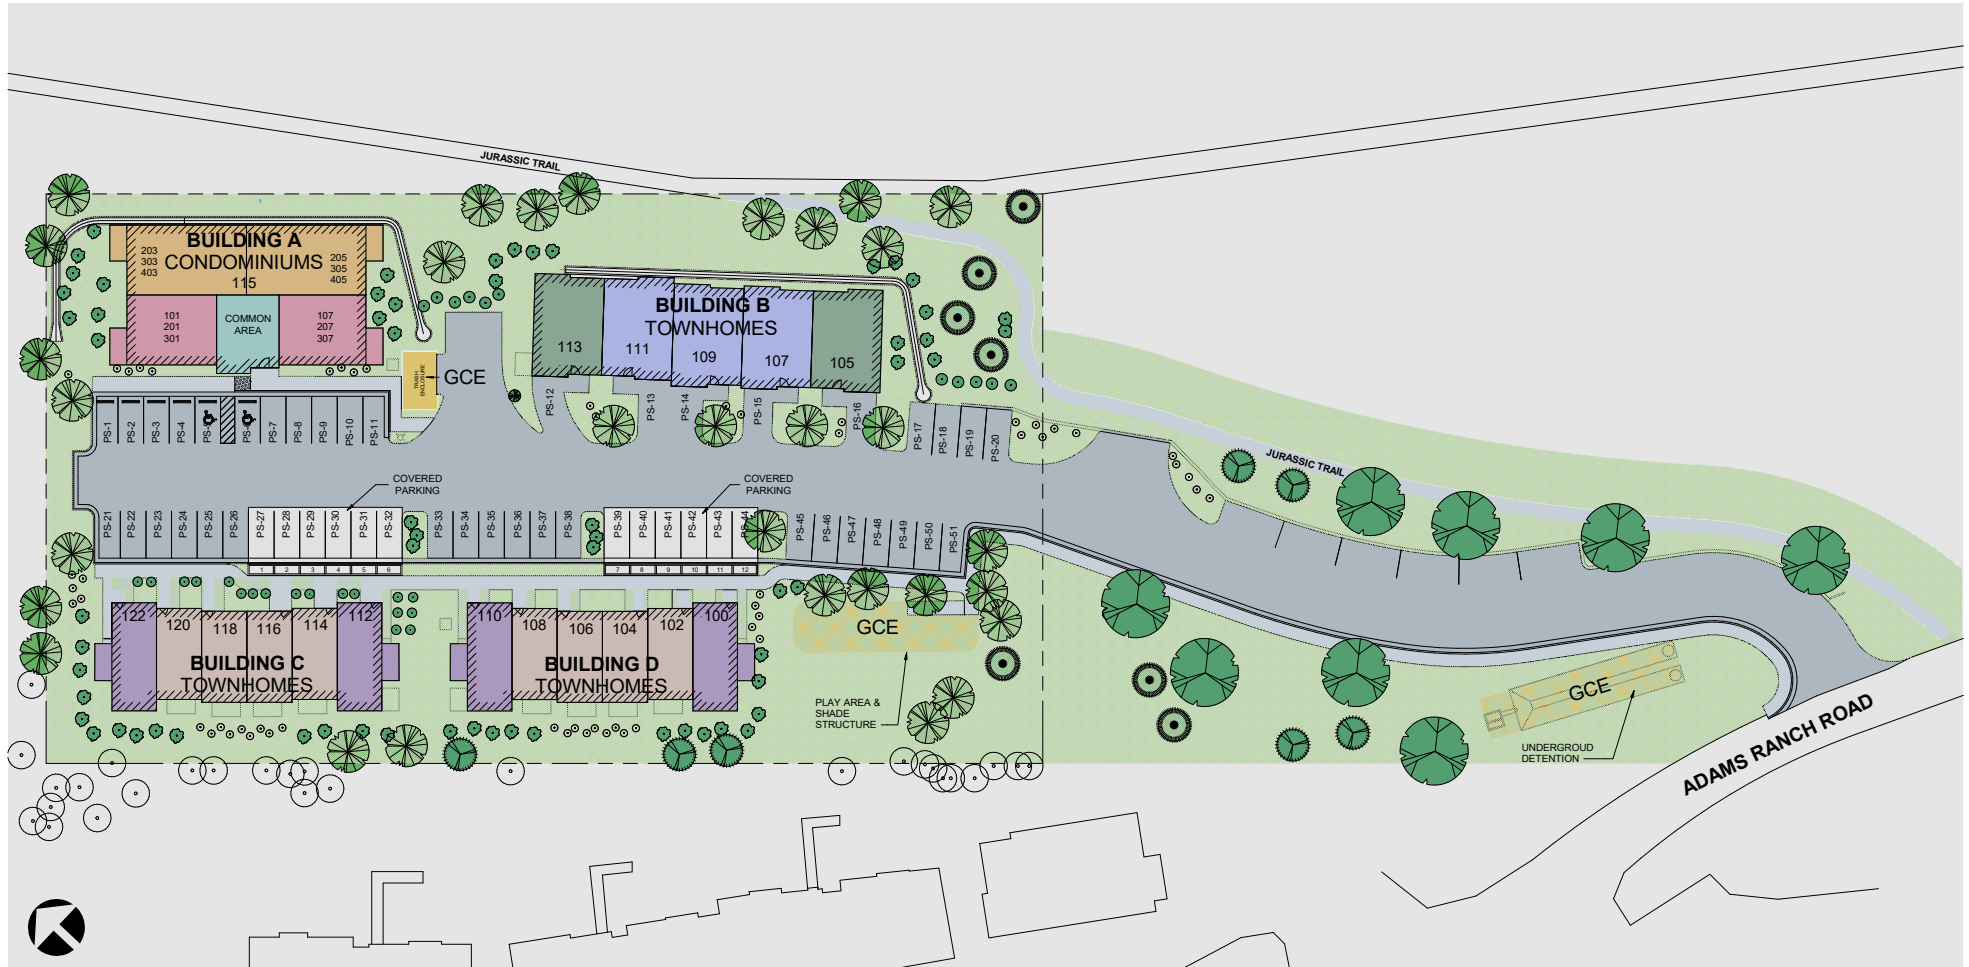 JURASSIC TRAIL
BUILDING A
CONDOMINIUMS
115
203
303
403
205
305
405
101
201
301
COMMON
AREA
107
207
307
TRASH
ENCLOSURE
GCE
BUILDING B
TOWNHOMES
113
111
109
107
105
PS-1
PS-2
PS-3
PS-4
PS-7
PS-8
PS-9
PS-10
PS-11
PS-12
PS-13
PS-14
PS-15
PS-16
PS-17
PS-18
PS-19
PS-20
JURASSIC TRAIL
COVERED
PARKING
COVERED
PARKING
PS-21
PS-22
PS-23
PS-24
PS-25
PS-26
PS-27
PS-28
PS-29
PS-30
PS-31
PS-32
PS-33
PS-34
PS-35
PS-36
PS-37
PS-38
PS-39
PS-40
PS-41
PS-42
PS-43
PS-44
PS-45
PS-46
PS-47
PS-48
PS-49
PS-50
PS-51
1
2
3
4
5
6
7
8
9
10
11
12
122
120
118
116
114
112
BUILDING C
TOWNHOMES
110
108
106
104
102
100
BUILDING D
TOWNHOMES
GCE
PLAY AREA &
SHADE
STRUCTURE
GCE
UNDERGROUD
DETENTION
ADAMS RANCH ROAD